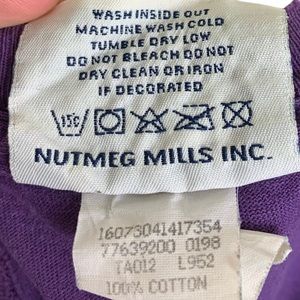 WASH INSIDE OUT
MACHINE WASH COLD
TUMBLE DRY LOW
DO NOT BLEACH DO NOT
DRY CLEAN OR IRON
IF DECORATED
15c
NUTMEG MILLS INC.
16073041417354
77639200 0198
TA012 L952
100% COTTON